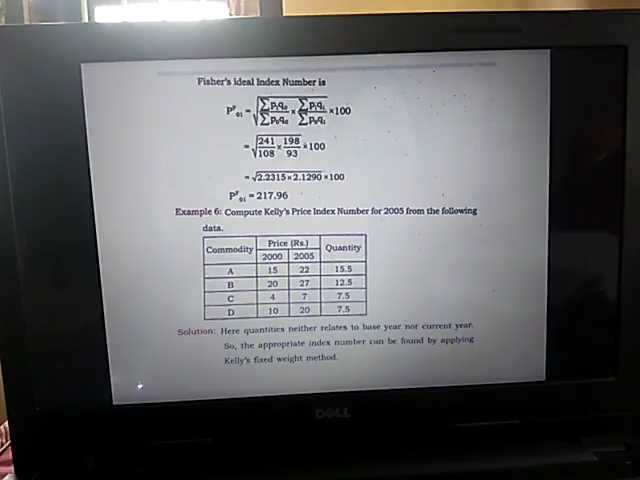 Fisher's ideal Index Number is
P^F_01 = √(∑p₁q₀/∑p₀q₀ × ∑p₁q₁/∑p₀q₁) × 100
= √(241/108 × 198/93) × 100
= √(2.2315 × 2.1290) × 100
P^F_01 = 217.96
Example 6: Compute Kelly's Price Index Number for 2005 from the following
data.
Commodity Price (Rs.) Quantity
2000 2005
A 15 22 15.5
B 20 27 12.5
C 4 7 7.5
D 10 20 7.5
Solution: Here quantities neither relates to base year nor current year.
So, the appropriate index number can be found by applying
Kelly's fixed weight method.
DELL